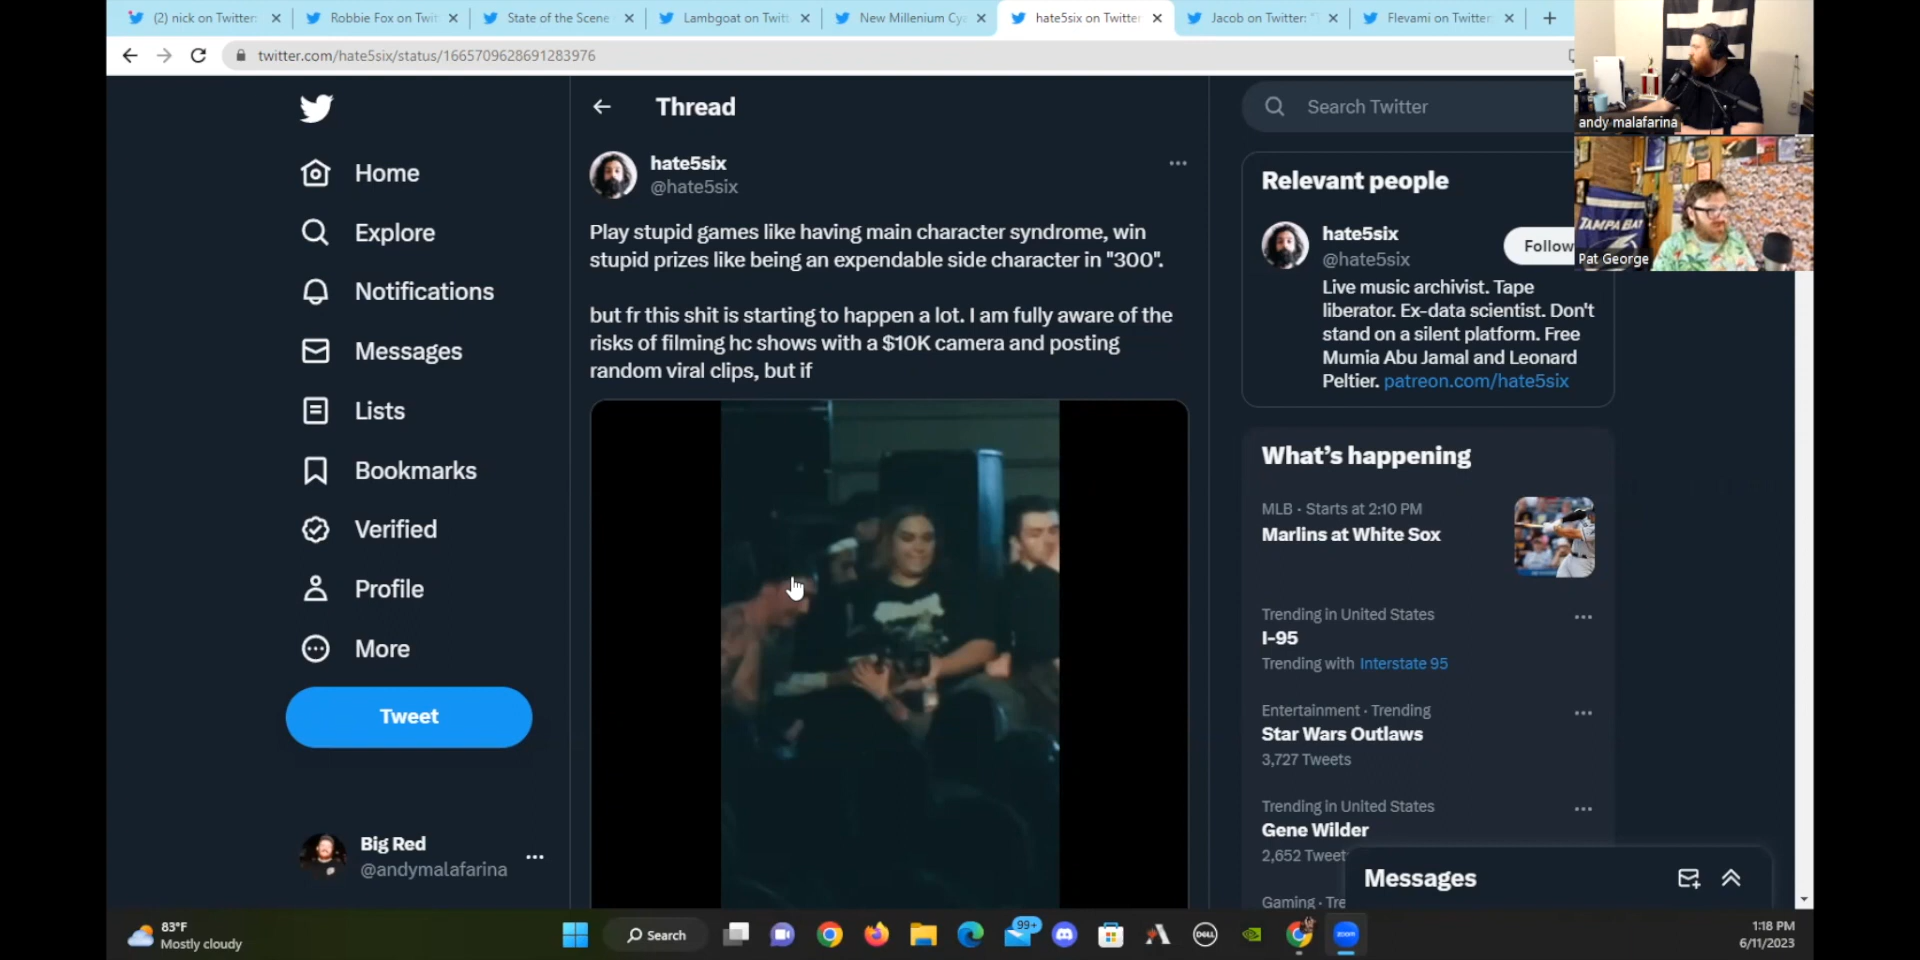 (2) nick on Twitter:
Robbie Fox on Twit
State of the Scene
Lambgoat on Twitt
New Millenium Cy
hate5six on Twitter
Jacob on Twitter: "
Flevami on Twitter
twitter.com/hate5six/status/1665709628691283976
Home
Explore
Notifications
Messages
Lists
Bookmarks
Verified
Profile
More
Tweet
Big Red
@andymalafarina
Thread
hate5six
@hate5six
Play stupid games like having main character syndrome, win
stupid prizes like being an expendable side character in "300".
but fr this shit is starting to happen a lot. I am fully aware of the
risks of filming hc shows with a $10K camera and posting
random viral clips, but if
Search Twitter
Relevant people
hate5six
@hate5six
Follow
Live music archivist. Tape
liberator. Ex-data scientist. Don't
stand on a silent platform. Free
Mumia Abu Jamal and Leonard
Peltier. patreon.com/hate5six
What's happening
MLB · Starts at 2:10 PM
Marlins at White Sox
Trending in United States
I-95
Trending with Interstate 95
Entertainment · Trending
Star Wars Outlaws
3,727 Tweets
Trending in United States
Gene Wilder
2,652 Tweet
Gaming · Tre
Messages
andy malafarina
TAMPA BAY
Pat George
83°F
Mostly cloudy
Search
99+
DELL
zoom
1:18 PM
6/11/2023